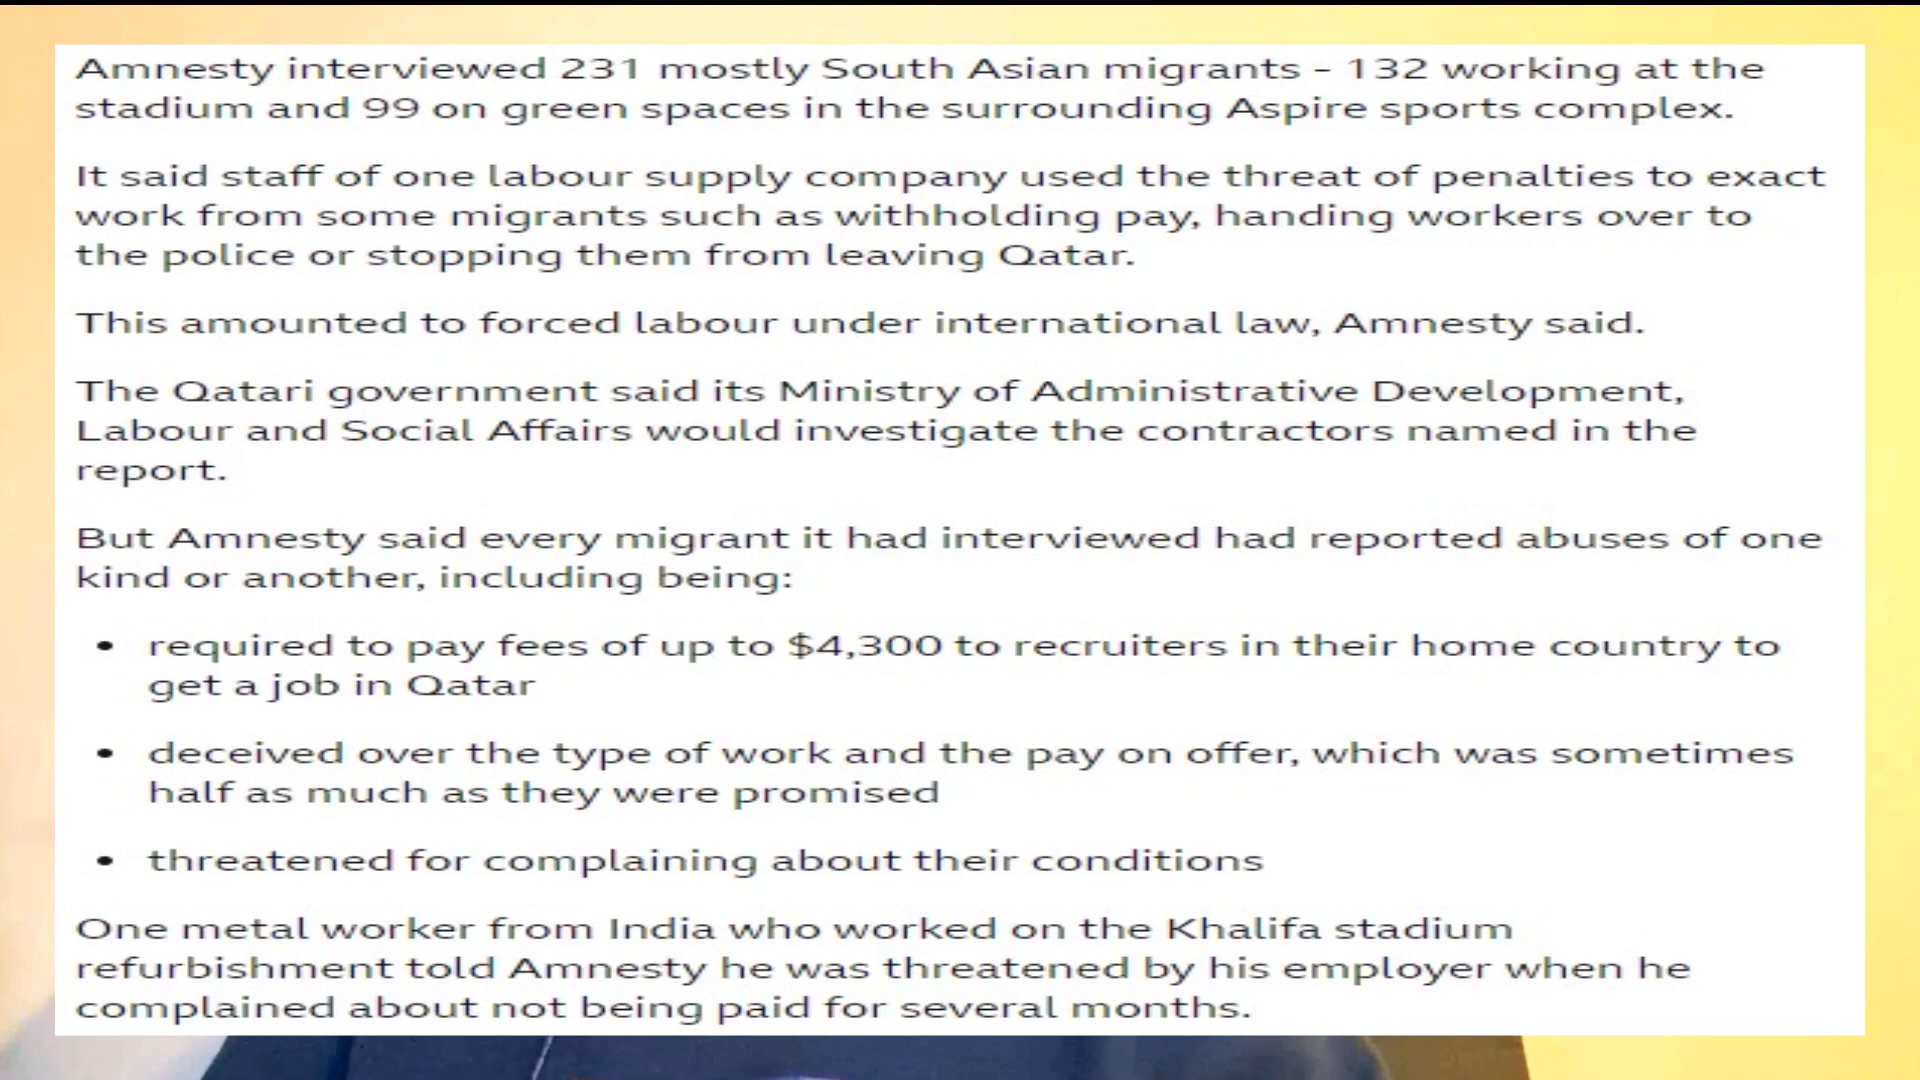 Amnesty interviewed 231 mostly South Asian migrants - 132 working at the
stadium and 99 on green spaces in the surrounding Aspire sports complex.
It said staff of one labour supply company used the threat of penalties to exact
work from some migrants such as withholding pay, handing workers over to
the police or stopping them from leaving Qatar.
This amounted to forced labour under international law, Amnesty said.
The Qatari government said its Ministry of Administrative Development,
Labour and Social Affairs would investigate the contractors named in the
report.
But Amnesty said every migrant it had interviewed had reported abuses of one
kind or another, including being:
• required to pay fees of up to $4,300 to recruiters in their home country to
get a job in Qatar
• deceived over the type of work and the pay on offer, which was sometimes
half as much as they were promised
• threatened for complaining about their conditions
One metal worker from India who worked on the Khalifa stadium
refurbishment told Amnesty he was threatened by his employer when he
complained about not being paid for several months.